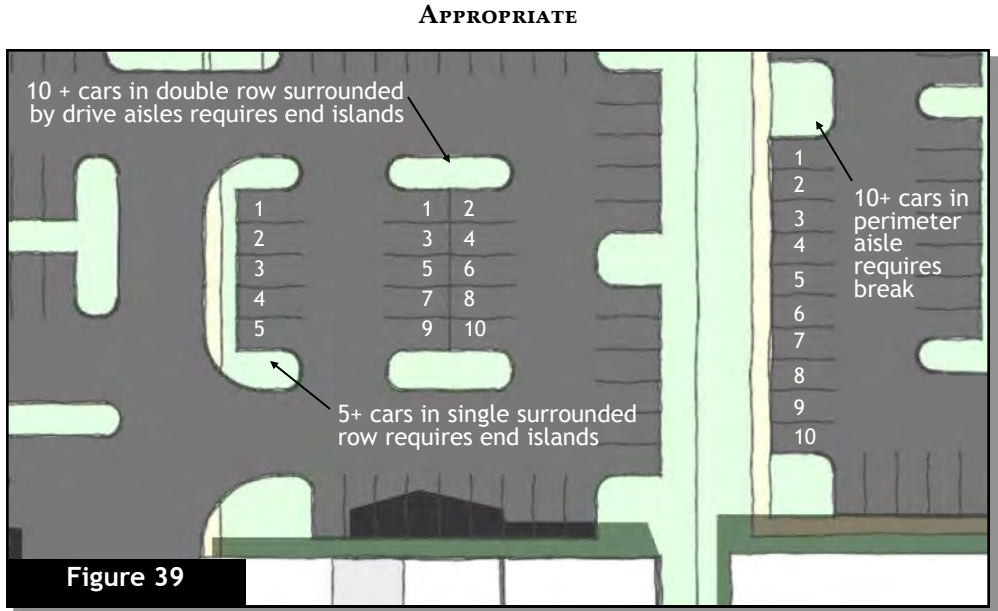 APPROPRIATE
10 + cars in double row surrounded
by drive aisles requires end islands
1
2
3
4
5
1 2
3 4
5 6
7 8
9 10
5+ cars in single surrounded
row requires end islands
1
2
3
4
5
6
7
8
9
10
10+ cars in
perimeter
aisle
requires
break
Figure 39